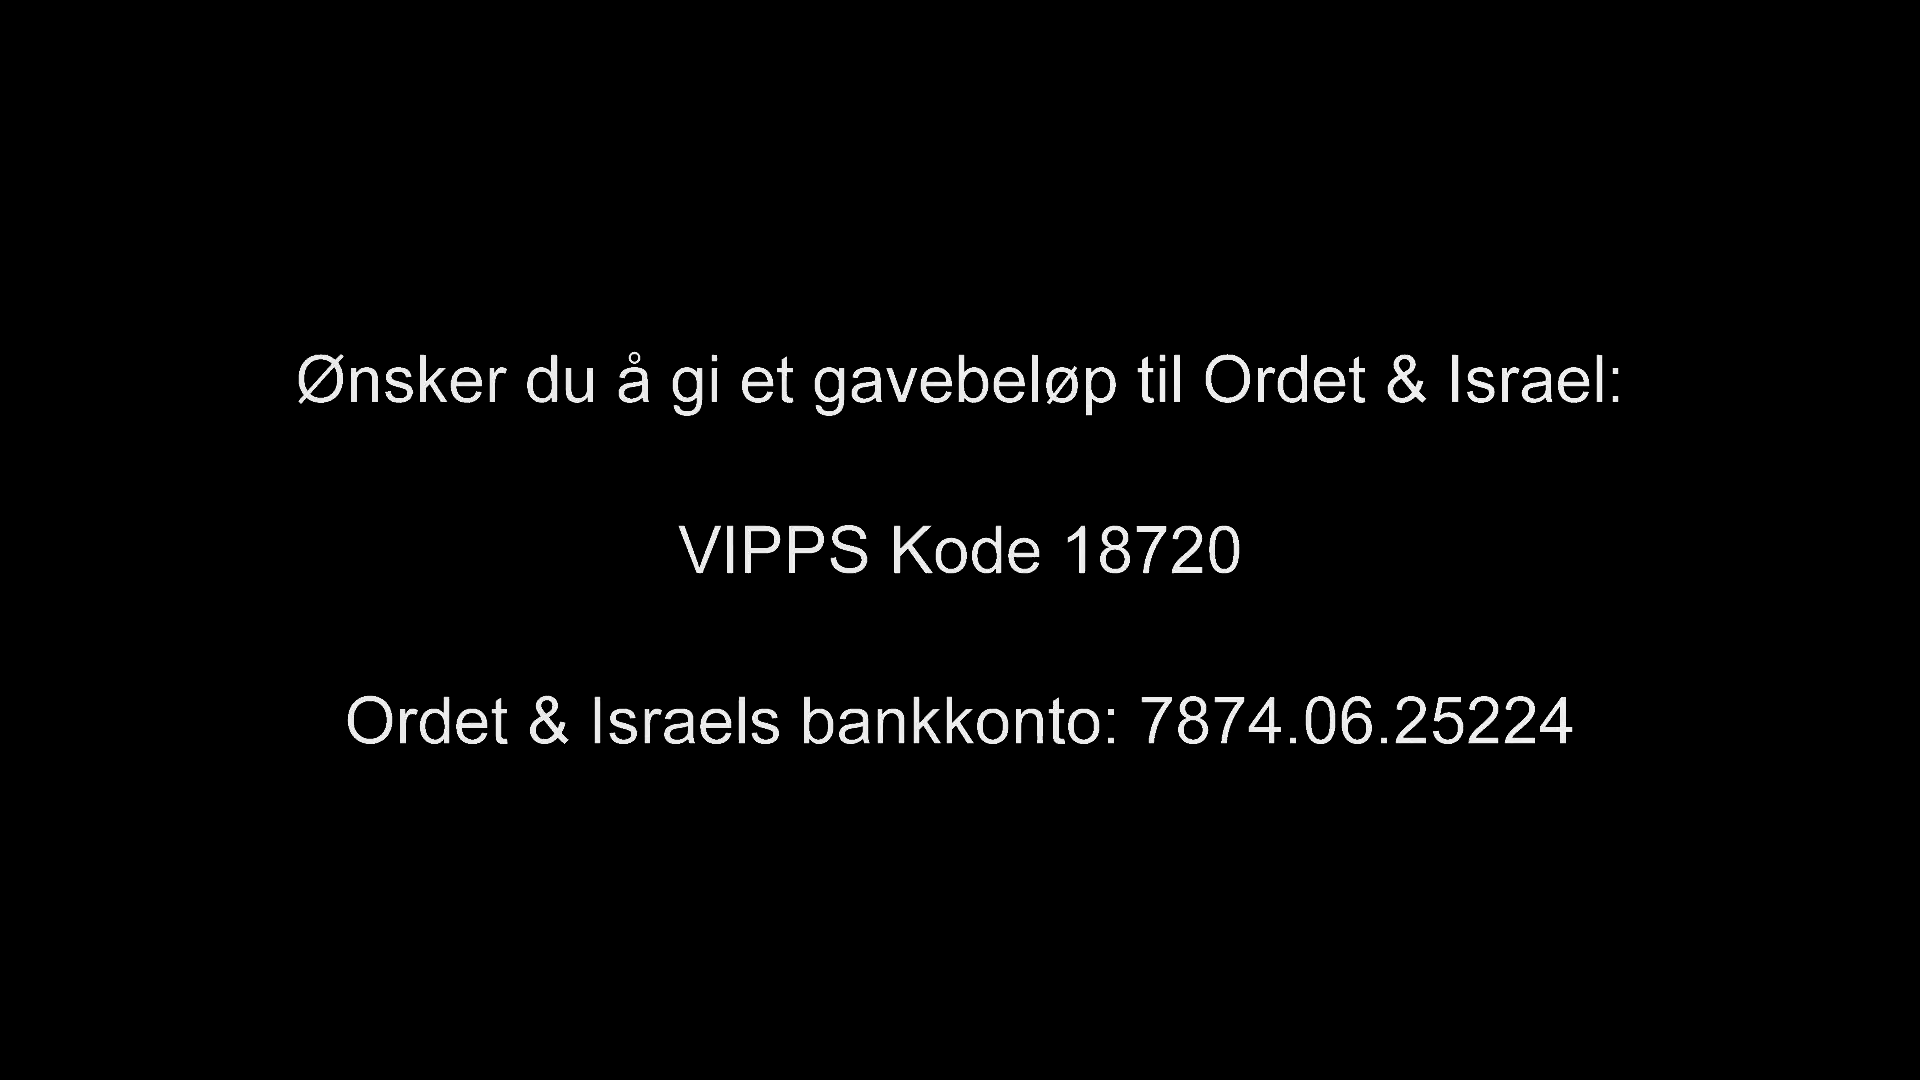 Ønsker du å gi et gavebeløp til Ordet & Israel:
VIPPS Kode 18720
Ordet & Israels bankkonto: 7874.06.25224